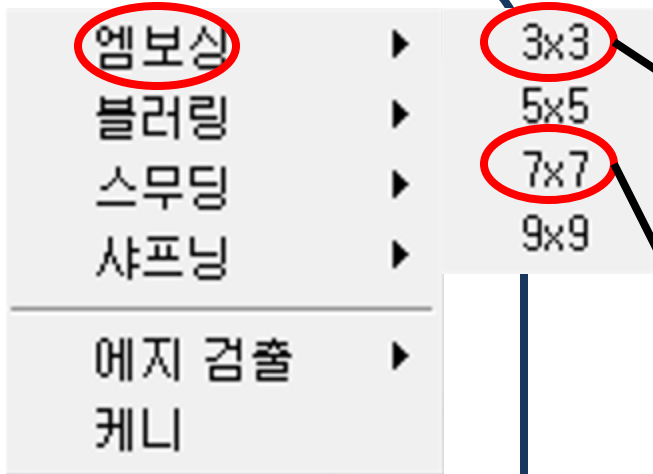 엠보싱
블러링
스무딩
샤프닝
에지 검출
케니
3x3
5x5
7x7
9x9